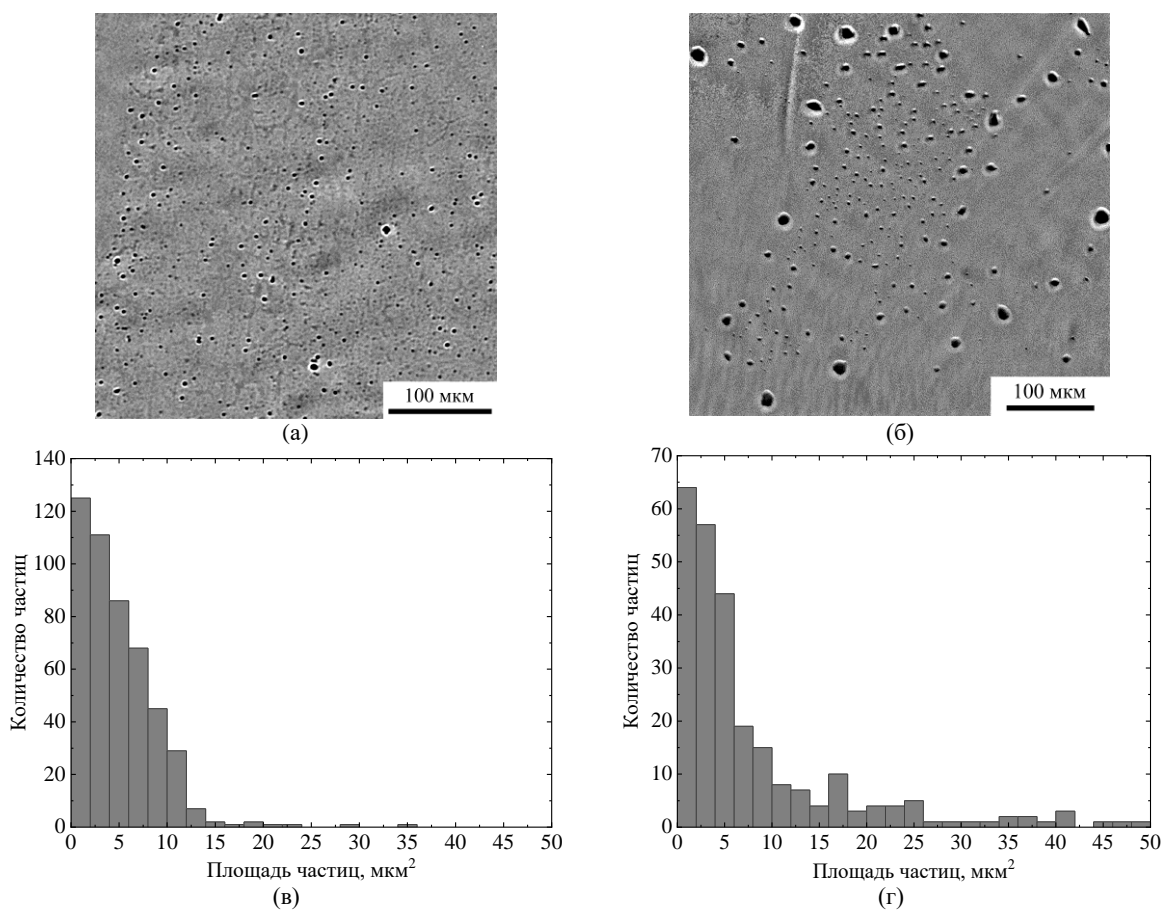 100 мкм
100 мкм
(а)
(б)
140
120
100
80
60
40
20
0
Количество частиц
0 5 10 15 20 25 30 35 40 45 50
Площадь частиц, мкм²
(в)
70
60
50
40
30
20
10
0
Количество частиц
0 5 10 15 20 25 30 35 40 45 50
Площадь частиц, мкм²
(г)